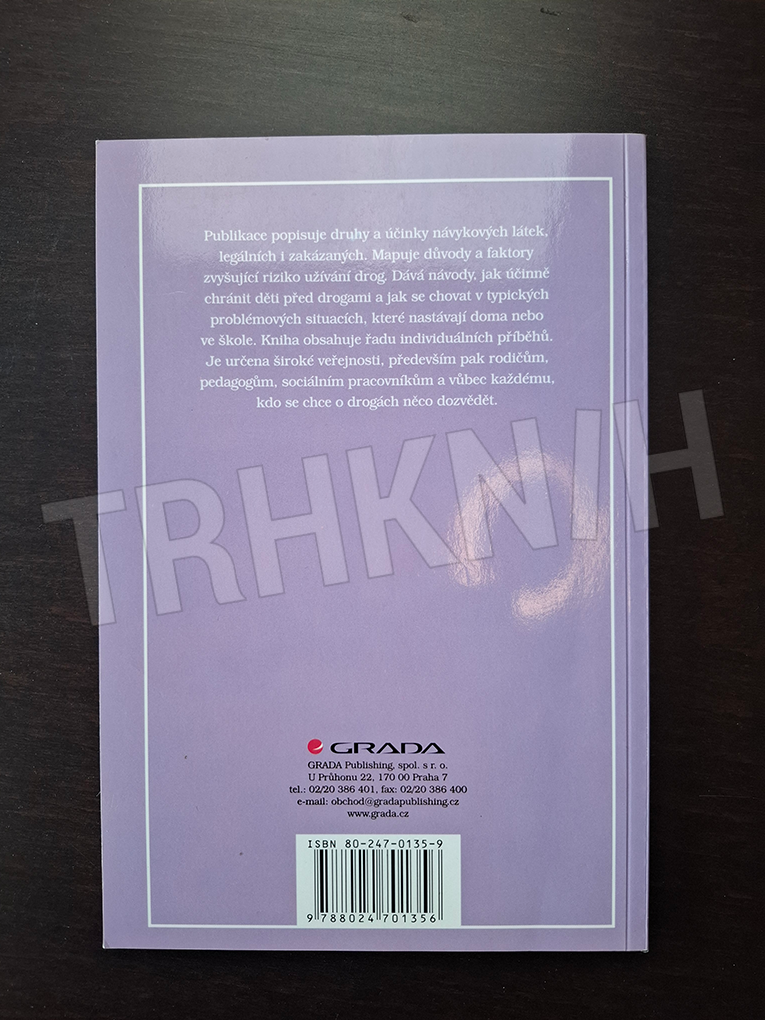 Publikace popisuje druhy a účinky návykových látek,
legálních i zakázaných. Mapuje důvody a faktory
zvyšující riziko užívání drog. Dává návody, jak účinně
chránit děti před drogami a jak se chovat v typických
problémových situacích, které nastávají doma nebo
ve škole. Kniha obsahuje řadu individuálních příběhů.
Je určena široké veřejnosti, především pak rodičům,
pedagogům, sociálním pracovníkům a vůbec každému,
kdo se chce o drogách něco dozvědět.
TRHKNIH
GRADA
GRADA Publishing, spol. s r. o.
U Průhonu 22, 170 00 Praha 7
tel.: 02/20 386 401, fax: 02/20 386 400
e-mail: obchod@gradapublishing.cz
www.grada.cz
ISBN 80-247-0135-9
9 788024 701356